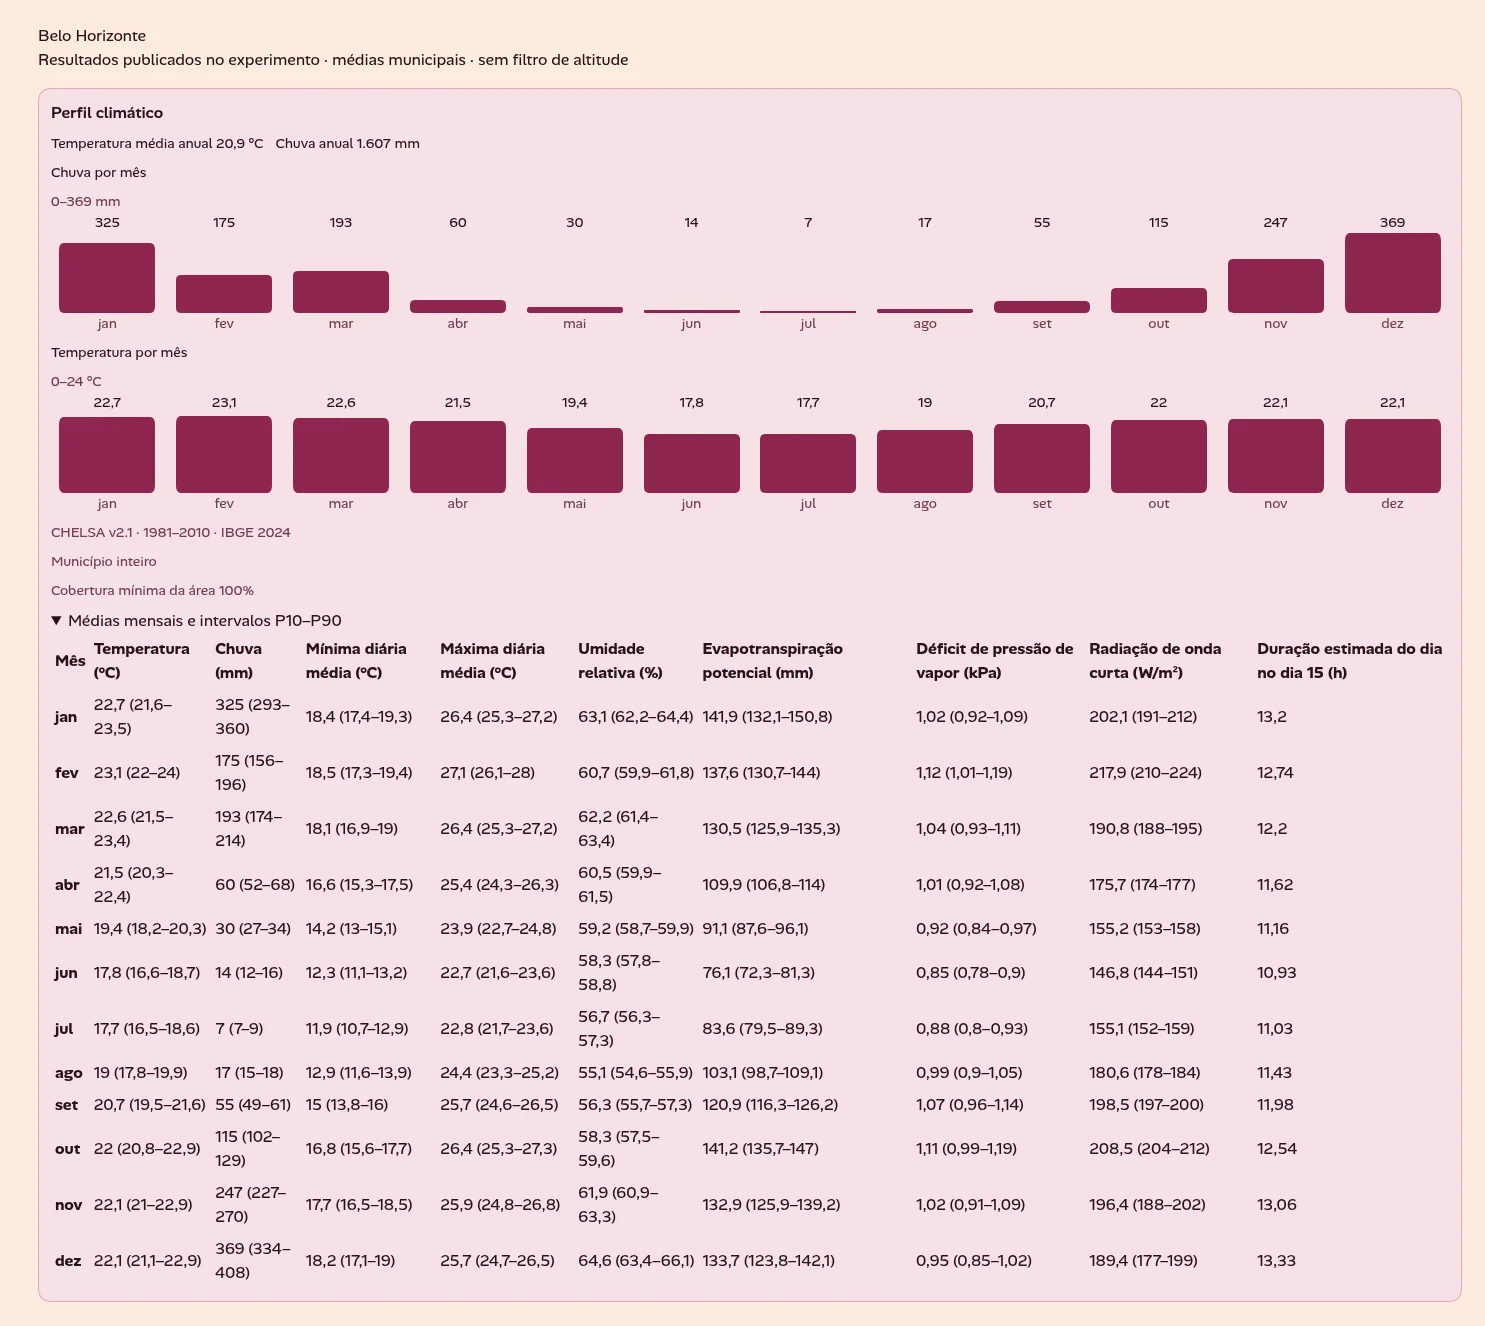 Belo Horizonte
Resultados publicados no experimento · médias municipais · sem filtro de altitude
Perfil climático
Temperatura média anual 20,9 °C Chuva anual 1.607 mm
Chuva por mês
0–369 mm
325 175 193 60 30 14 7 17 55 115 247 369
jan fev mar abr mai jun jul ago set out nov dez
Temperatura por mês
0–24 °C
22,7 23,1 22,6 21,5 19,4 17,8 17,7 19 20,7 22 22,1 22,1
jan fev mar abr mai jun jul ago set out nov dez
CHELSA v2.1 · 1981–2010 · IBGE 2024
Município inteiro
Cobertura mínima da área 100%
▼ Médias mensais e intervalos P10–P90
Mês Temperatura (°C) Chuva (mm) Mínima diária média (°C) Máxima diária média (°C) Umidade relativa (%) Evapotranspiração potencial (mm) Déficit de pressão de vapor (kPa) Radiação de onda curta (W/m²) Duração estimada do dia no dia 15 (h)
jan 22,7 (21,6–23,5) 325 (293–360) 18,4 (17,4–19,3) 26,4 (25,3–27,2) 63,1 (62,2–64,4) 141,9 (132,1–150,8) 1,02 (0,92–1,09) 202,1 (191–212) 13,2
fev 23,1 (22–24) 175 (156–196) 18,5 (17,3–19,4) 27,1 (26,1–28) 60,7 (59,9–61,8) 137,6 (130,7–144) 1,12 (1,01–1,19) 217,9 (210–224) 12,74
mar 22,6 (21,5–23,4) 193 (174–214) 18,1 (16,9–19) 26,4 (25,3–27,2) 62,2 (61,4–63,4) 130,5 (125,9–135,3) 1,04 (0,93–1,11) 190,8 (188–195) 12,2
abr 21,5 (20,3–22,4) 60 (52–68) 16,6 (15,3–17,5) 25,4 (24,3–26,3) 60,5 (59,9–61,5) 109,9 (106,8–114) 1,01 (0,92–1,08) 175,7 (174–177) 11,62
mai 19,4 (18,2–20,3) 30 (27–34) 14,2 (13–15,1) 23,9 (22,7–24,8) 59,2 (58,7–59,9) 91,1 (87,6–96,1) 0,92 (0,84–0,97) 155,2 (153–158) 11,16
jun 17,8 (16,6–18,7) 14 (12–16) 12,3 (11,1–13,2) 22,7 (21,6–23,6) 58,3 (57,8–58,8) 76,1 (72,3–81,3) 0,85 (0,78–0,9) 146,8 (144–151) 10,93
jul 17,7 (16,5–18,6) 7 (7–9) 11,9 (10,7–12,9) 22,8 (21,7–23,6) 56,7 (56,3–57,3) 83,6 (79,5–89,3) 0,88 (0,8–0,93) 155,1 (152–159) 11,03
ago 19 (17,8–19,9) 17 (15–18) 12,9 (11,6–13,9) 24,4 (23,3–25,2) 55,1 (54,6–55,9) 103,1 (98,7–109,1) 0,99 (0,9–1,05) 180,6 (178–184) 11,43
set 20,7 (19,5–21,6) 55 (49–61) 15 (13,8–16) 25,7 (24,6–26,5) 56,3 (55,7–57,3) 120,9 (116,3–126,2) 1,07 (0,96–1,14) 198,5 (197–200) 11,98
out 22 (20,8–22,9) 115 (102–129) 16,8 (15,6–17,7) 26,4 (25,3–27,3) 58,3 (57,5–59,6) 141,2 (135,7–147) 1,11 (0,99–1,19) 208,5 (204–212) 12,54
nov 22,1 (21–22,9) 247 (227–270) 17,7 (16,5–18,5) 25,9 (24,8–26,8) 61,9 (60,9–63,3) 132,9 (125,9–139,2) 1,02 (0,91–1,09) 196,4 (188–202) 13,06
dez 22,1 (21,1–22,9) 369 (334–408) 18,2 (17,1–19) 25,7 (24,7–26,5) 64,6 (63,4–66,1) 133,7 (123,8–142,1) 0,95 (0,85–1,02) 189,4 (177–199) 13,33